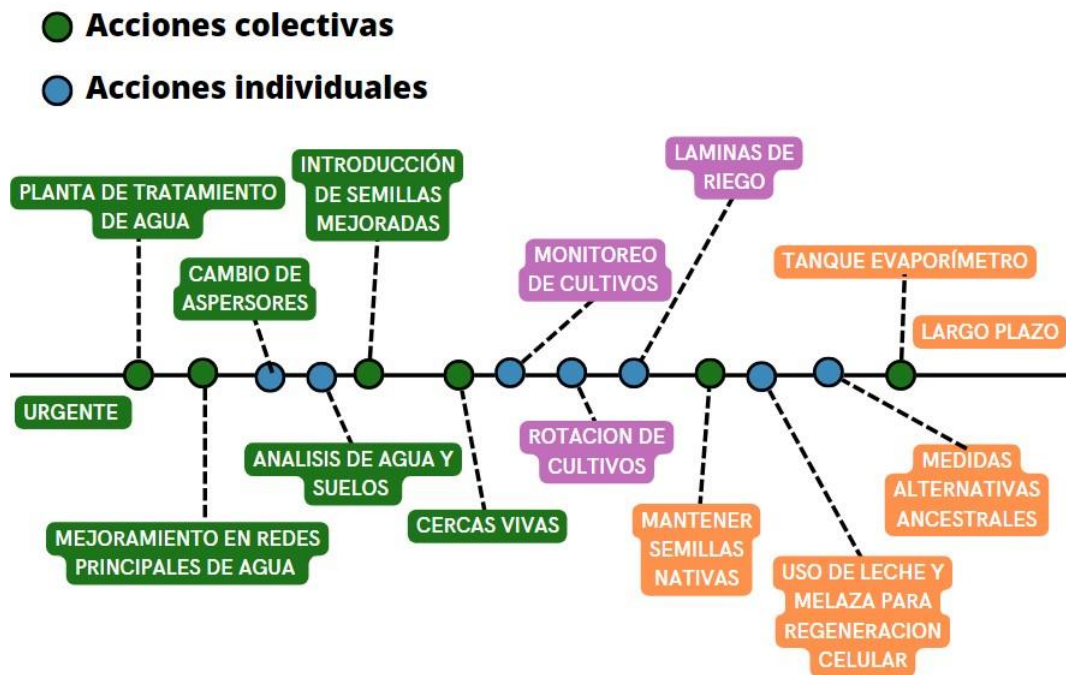 Acciones colectivas
Acciones individuales
PLANTA DE TRATAMIENTO
DE AGUA
CAMBIO DE
ASPERSORES
INTRODUCCIÓN
DE SEMILLAS
MEJORADAS
MONITOREO
DE CULTIVOS
LAMINAS DE
RIEGO
TANQUE EVAPORÍMETRO
LARGO PLAZO
URGENTE
MEJORAMIENTO EN REDES
PRINCIPALES DE AGUA
ANALISIS DE AGUA Y
SUELOS
CERCAS VIVAS
ROTACION DE
CULTIVOS
MANTENER
SEMILLAS
NATIVAS
USO DE LECHE Y
MELAZA PARA
REGENERACION
CELULAR
MEDIDAS
ALTERNATIVAS
ANCESTRALES